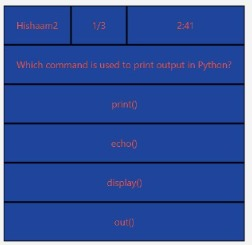 Hishaam2 1/3 2:41
Which command is used to print output in Python?
print()
echo()
display()
out()